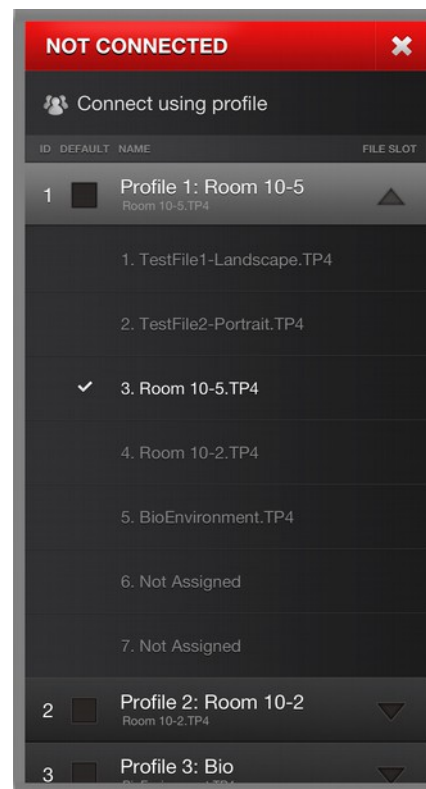 NOT CONNECTED
Connect using profile
ID DEFAULT NAME FILE SLOT
1 Profile 1: Room 10-5
Room 10-5.TP4
1. TestFile1-Landscape.TP4
2. TestFile2-Portrait.TP4
3. Room 10-5.TP4
4. Room 10-2.TP4
5. BioEnvironment.TP4
6. Not Assigned
7. Not Assigned
2 Profile 2: Room 10-2
Room 10-2.TP4
3 Profile 3: Bio
BioEnvironment.TP4